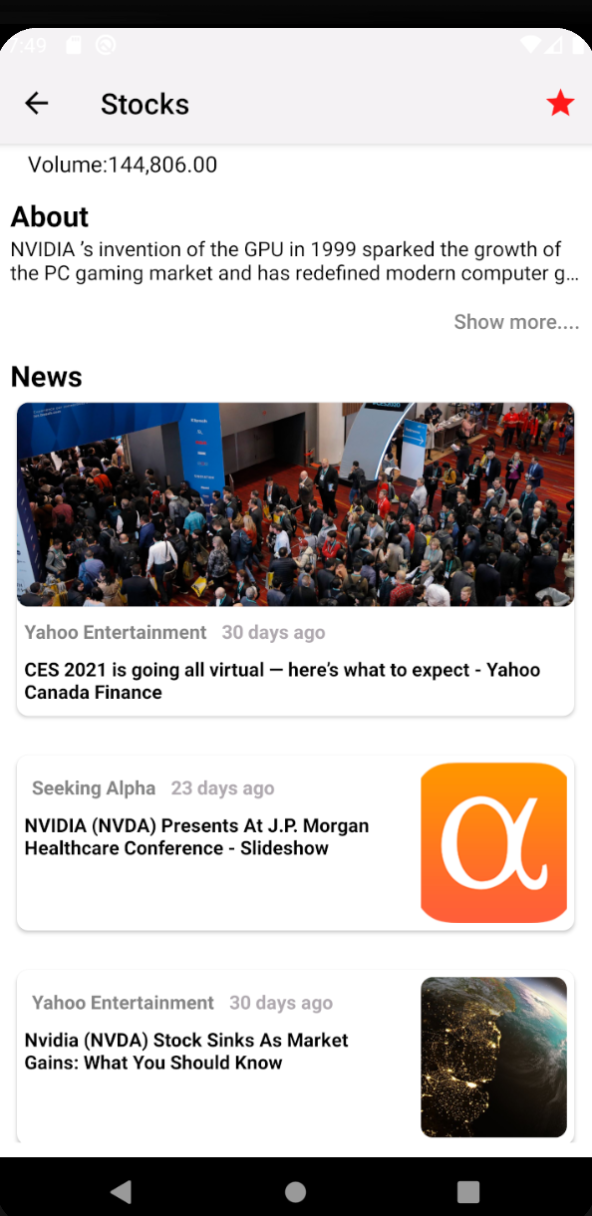 7:49
Stocks
Volume:144,806.00
About
NVIDIA 's invention of the GPU in 1999 sparked the growth of
the PC gaming market and has redefined modern computer g...
Show more....
News
Yahoo Entertainment 30 days ago
CES 2021 is going all virtual — here's what to expect - Yahoo
Canada Finance
Seeking Alpha 23 days ago
NVIDIA (NVDA) Presents At J.P. Morgan
Healthcare Conference - Slideshow
α
Yahoo Entertainment 30 days ago
Nvidia (NVDA) Stock Sinks As Market
Gains: What You Should Know